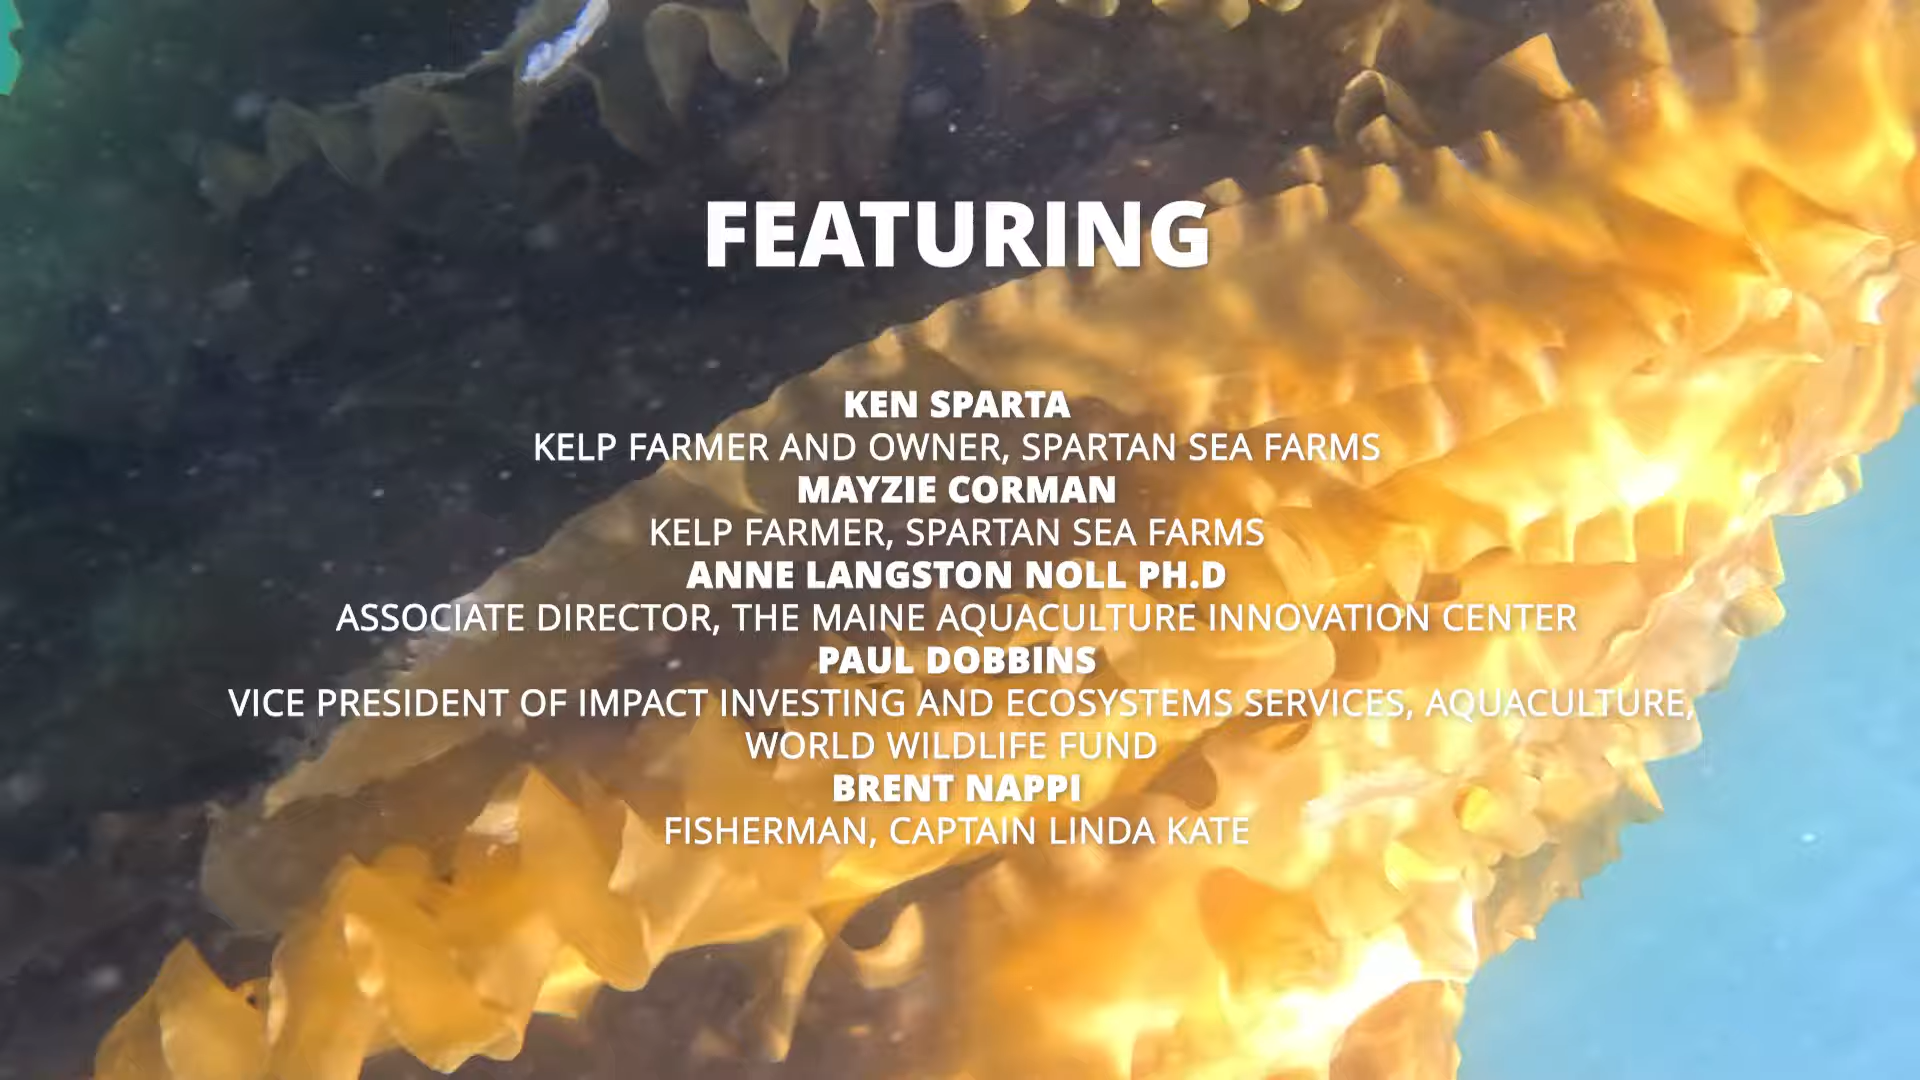 FEATURING
KEN SPARTA
KELP FARMER AND OWNER, SPARTAN SEA FARMS
MAYZIE CORMAN
KELP FARMER, SPARTAN SEA FARMS
ANNE LANGSTON NOLL PH.D
ASSOCIATE DIRECTOR, THE MAINE AQUACULTURE INNOVATION CENTER
PAUL DOBBINS
VICE PRESIDENT OF IMPACT INVESTING AND ECOSYSTEMS SERVICES, AQUACULTURE,
WORLD WILDLIFE FUND
BRENT NAPPI
FISHERMAN, CAPTAIN LINDA KATE